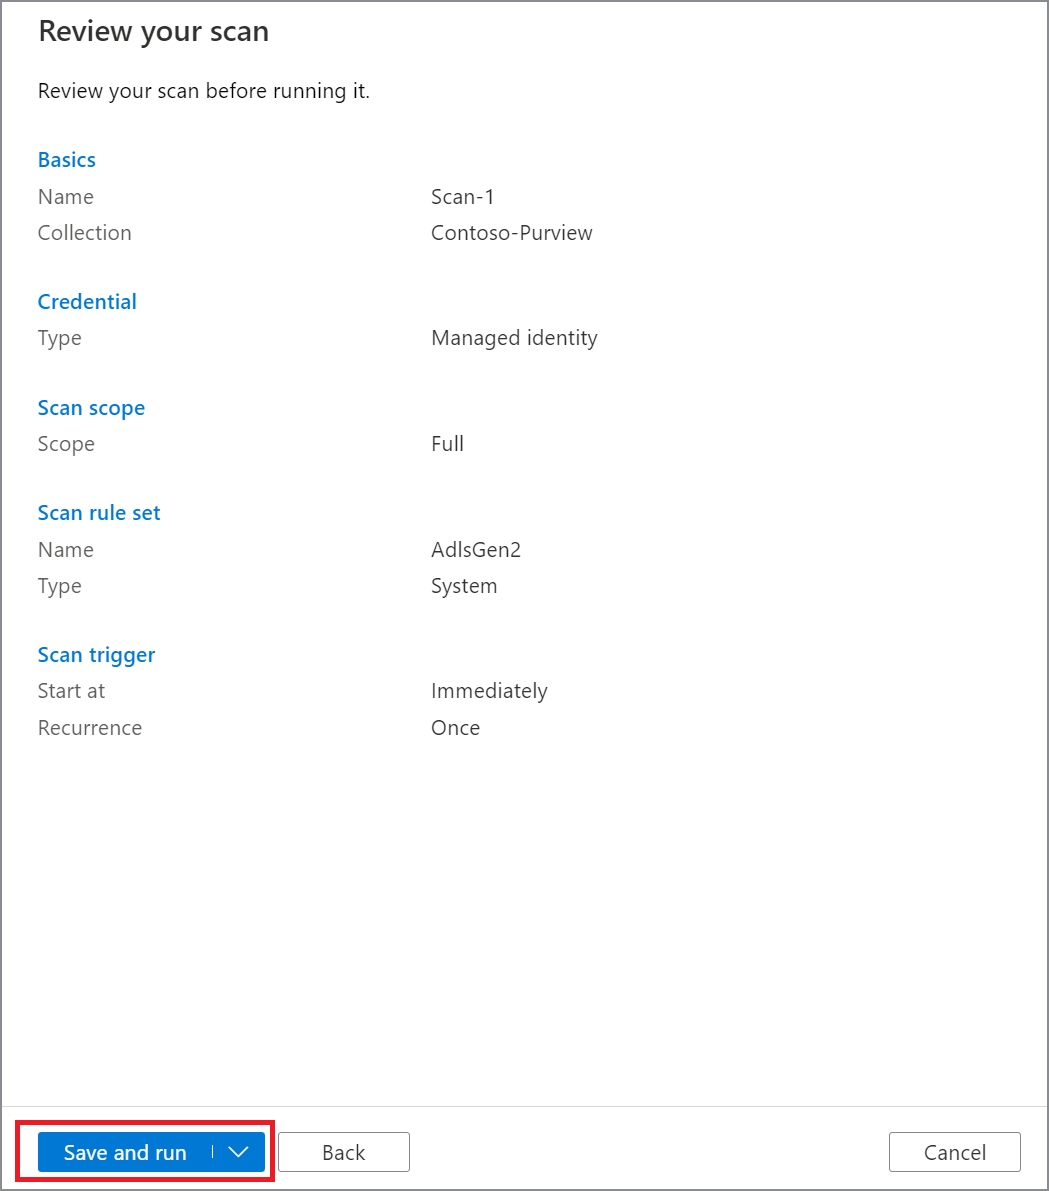 Review your scan
Review your scan before running it.
Basics
Name Scan-1
Collection Contoso-Purview
Credential
Type Managed identity
Scan scope
Scope Full
Scan rule set
Name AdlsGen2
Type System
Scan trigger
Start at Immediately
Recurrence Once
Save and run Back Cancel